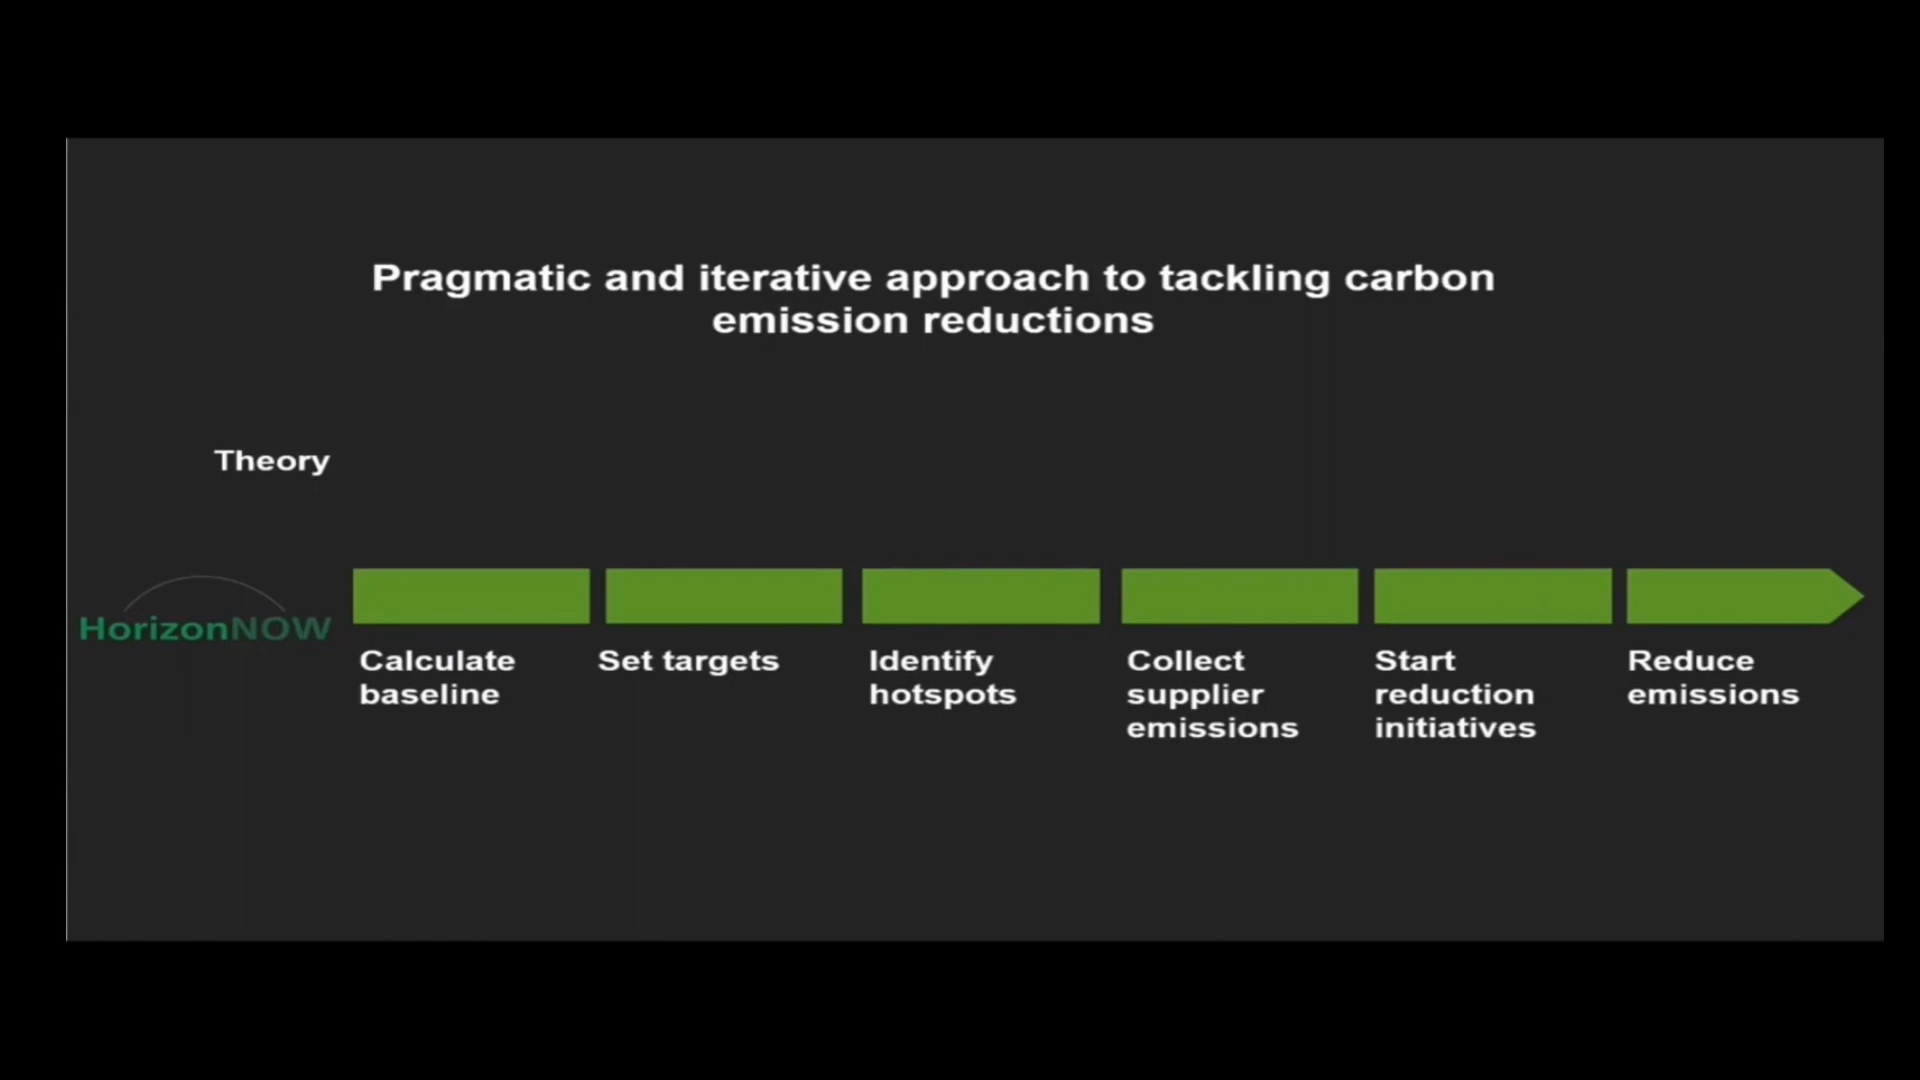 Pragmatic and iterative approach to tackling carbon
emission reductions
Theory
HorizonNOW
Calculate
baseline
Set targets
Identify
hotspots
Collect
supplier
emissions
Start
reduction
initiatives
Reduce
emissions